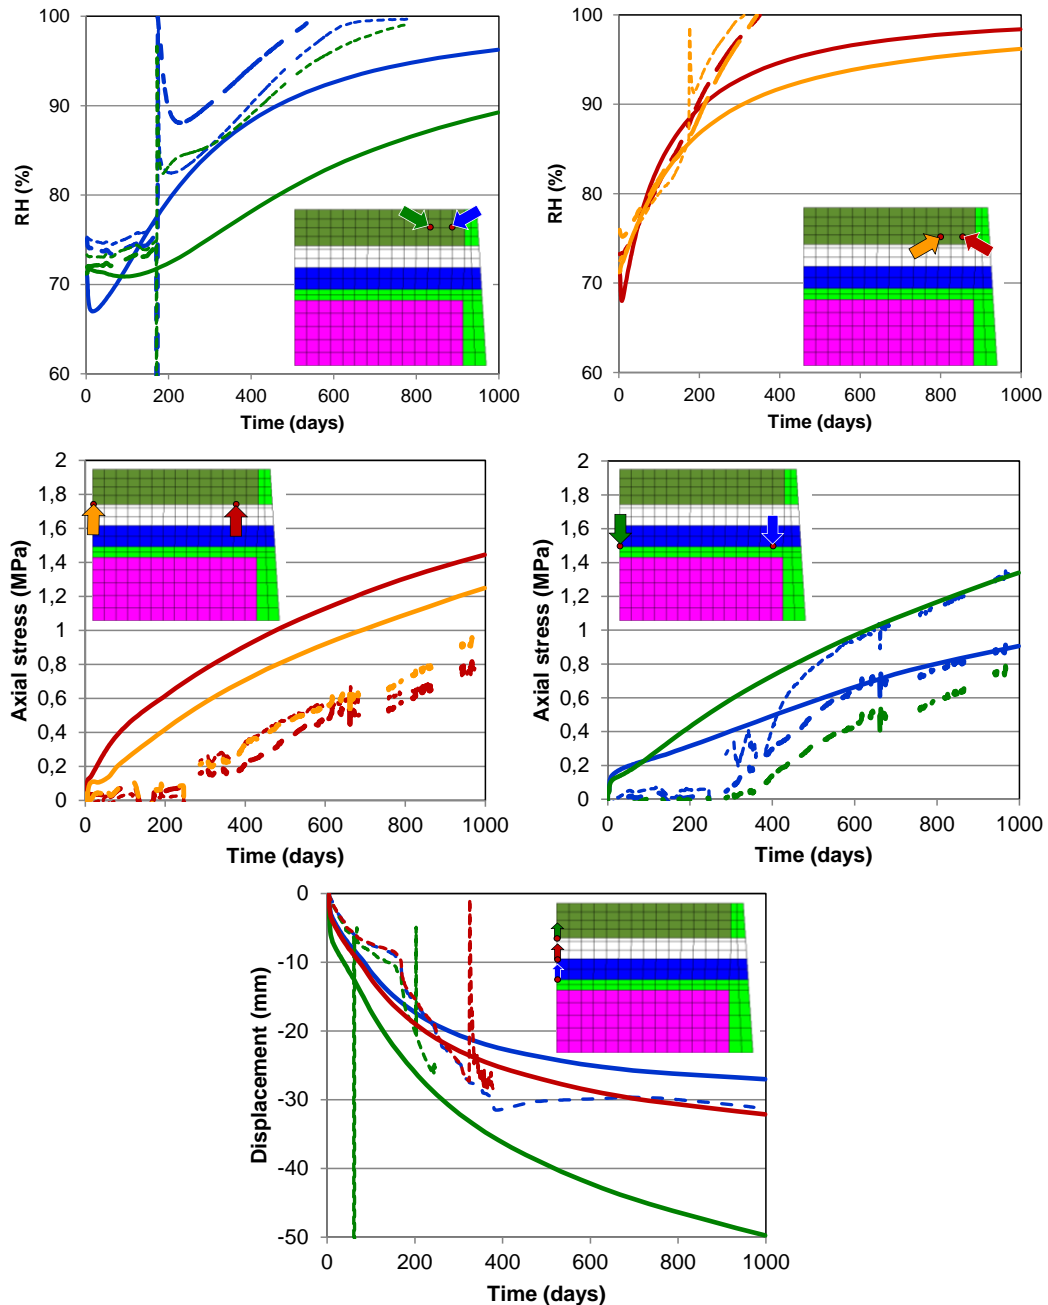 100
90
80
70
60
RH (%)
0 200 400 600 800 1000
Time (days)
100
90
80
70
60
RH (%)
0 200 400 600 800 1000
Time (days)
2
1,8
1,6
1,4
1,2
1
0,8
0,6
0,4
0,2
0
Axial stress (MPa)
0 200 400 600 800 1000
Time (days)
2
1,8
1,6
1,4
1,2
1
0,8
0,6
0,4
0,2
0
Axial stress (MPa)
0 200 400 600 800 1000
Time (days)
0
-10
-20
-30
-40
-50
Displacement (mm)
0 200 400 600 800 1000
Time (days)